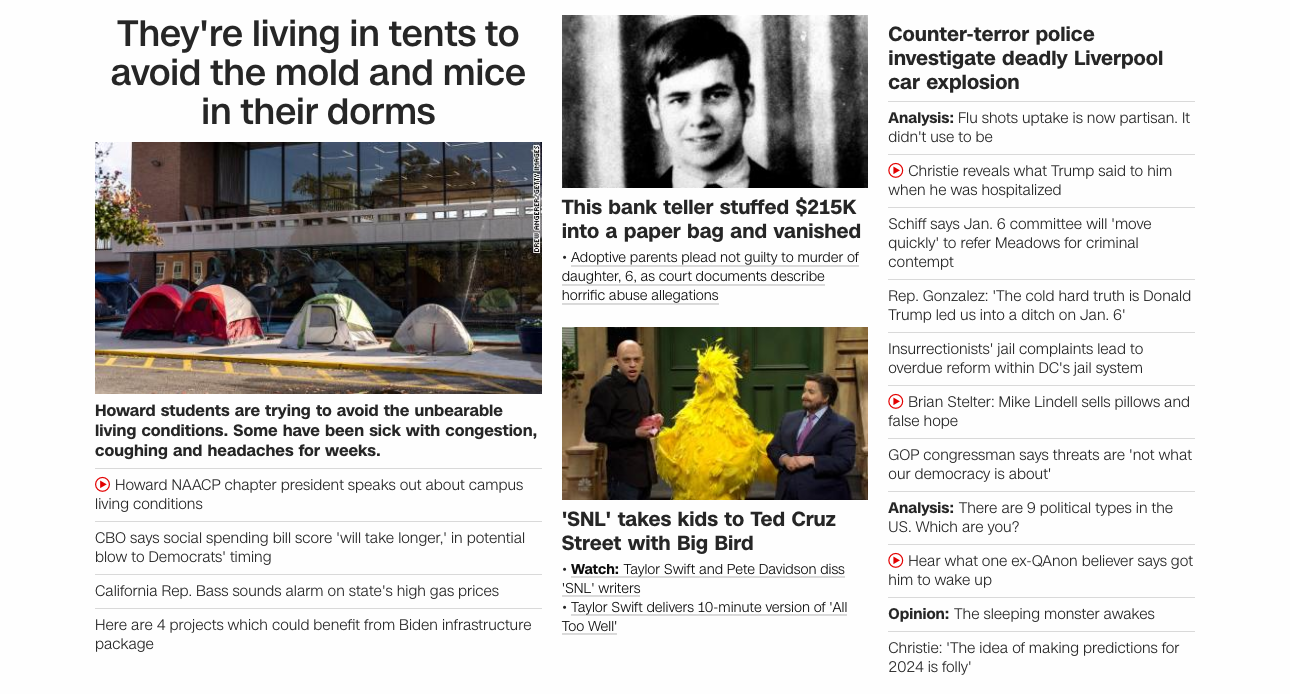 They're living in tents to
avoid the mold and mice
in their dorms
DREW ANGERER/GETTY IMAGES
Howard students are trying to avoid the unbearable
living conditions. Some have been sick with congestion,
coughing and headaches for weeks.
Howard NAACP chapter president speaks out about campus
living conditions
CBO says social spending bill score 'will take longer,' in potential
blow to Democrats' timing
California Rep. Bass sounds alarm on state's high gas prices
Here are 4 projects which could benefit from Biden infrastructure
package
This bank teller stuffed $215K
into a paper bag and vanished
• Adoptive parents plead not guilty to murder of
daughter, 6, as court documents describe
horrific abuse allegations
'SNL' takes kids to Ted Cruz
Street with Big Bird
• Watch: Taylor Swift and Pete Davidson diss
'SNL' writers
• Taylor Swift delivers 10-minute version of 'All
Too Well'
Counter-terror police
investigate deadly Liverpool
car explosion
Analysis: Flu shots uptake is now partisan. It
didn't use to be
Christie reveals what Trump said to him
when he was hospitalized
Schiff says Jan. 6 committee will 'move
quickly' to refer Meadows for criminal
contempt
Rep. Gonzalez: 'The cold hard truth is Donald
Trump led us into a ditch on Jan. 6'
Insurrectionists' jail complaints lead to
overdue reform within DC's jail system
Brian Stelter: Mike Lindell sells pillows and
false hope
GOP congressman says threats are 'not what
our democracy is about'
Analysis: There are 9 political types in the
US. Which are you?
Hear what one ex-QAnon believer says got
him to wake up
Opinion: The sleeping monster awakes
Christie: 'The idea of making predictions for
2024 is folly'